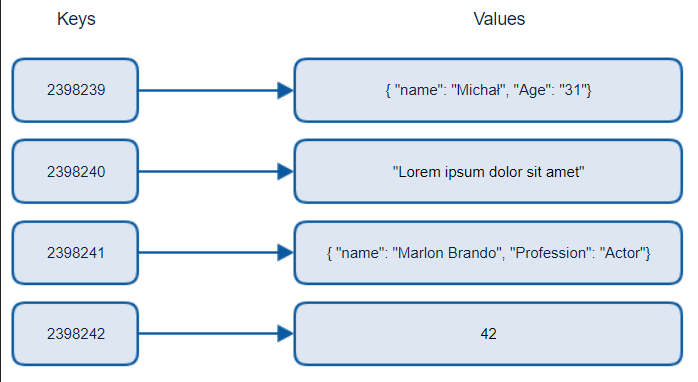 Keys Values
2398239 { "name": "Michał", "Age": "31"}
2398240 "Lorem ipsum dolor sit amet"
2398241 { "name": "Marlon Brando", "Profession": "Actor"}
2398242 42